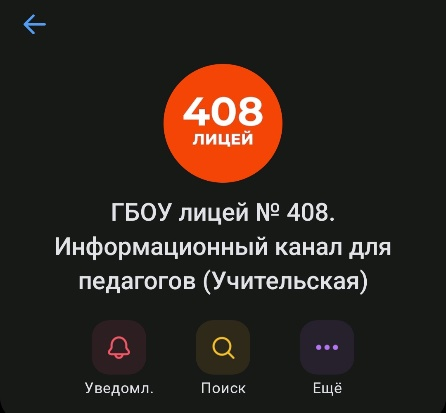 408
ЛИЦЕЙ
ГБОУ лицей № 408.
Информационный канал для
педагогов (Учительская)
Уведомл. Поиск Ещё